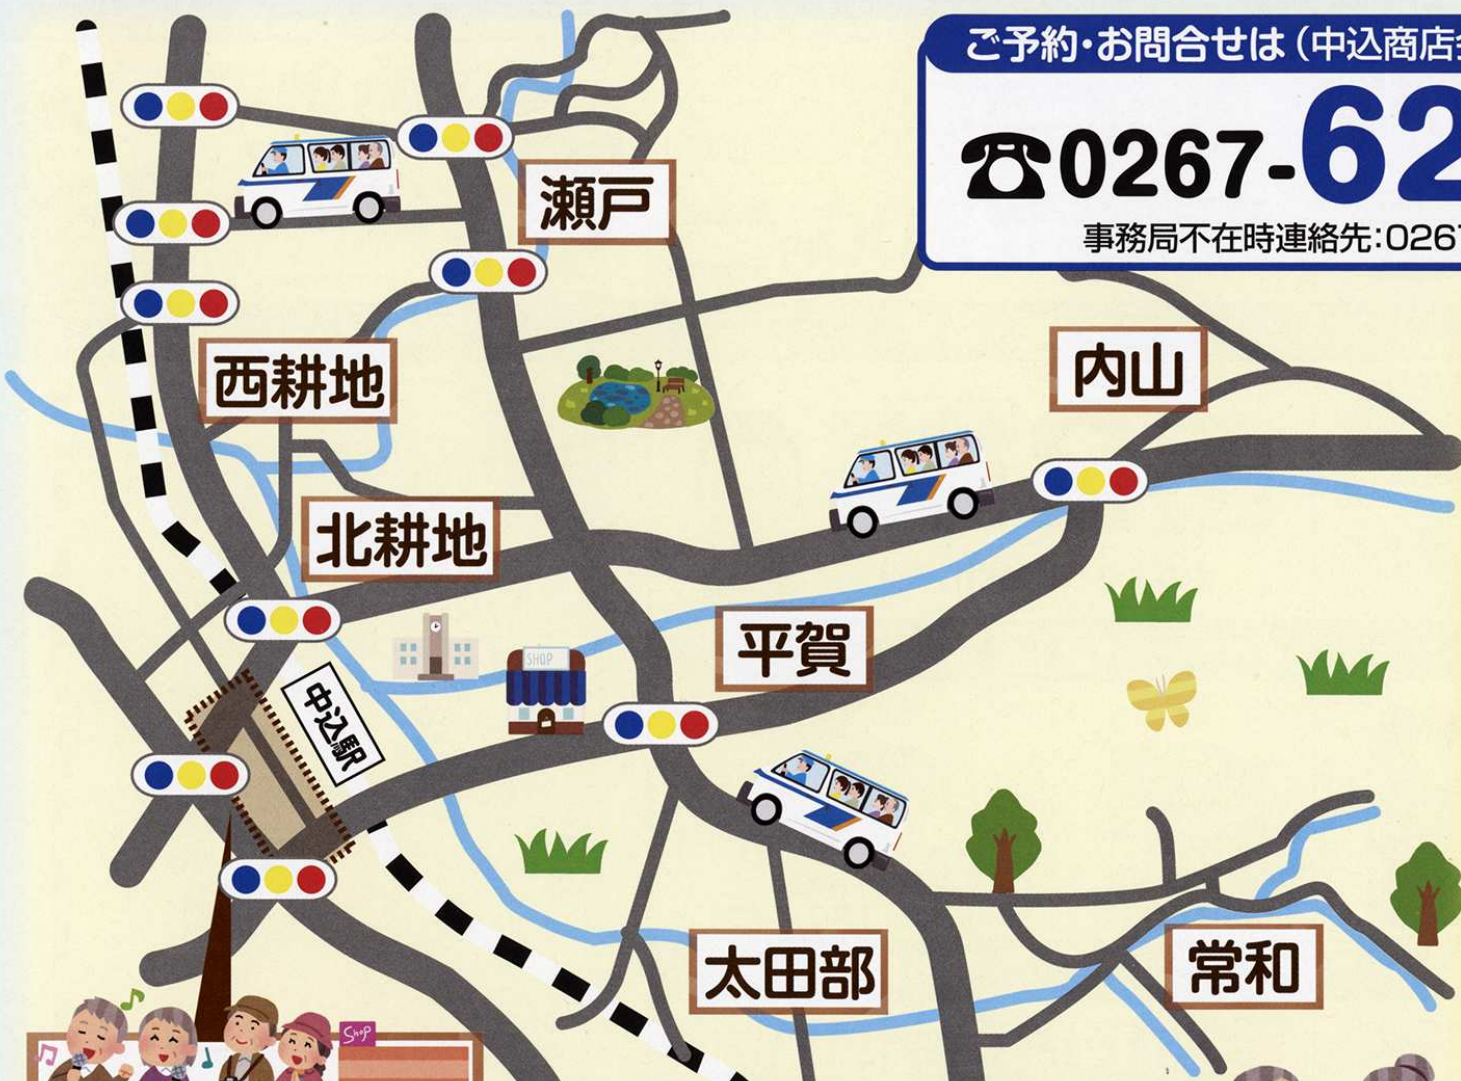 ご予約・お問合せは(中込商店
☎0267-62
事務局不在時連絡先:0267
瀬戸
西耕地
内山
北耕地
平賀
SHOP
中込駅
太田部
常和
Shop